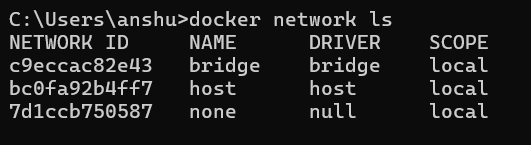 C:\Users\anshu>docker network ls
NETWORK ID     NAME      DRIVER    SCOPE
c9eccac82e43   bridge    bridge    local
bc0fa92b4ff7   host      host      local
7d1ccb750587   none      null      local